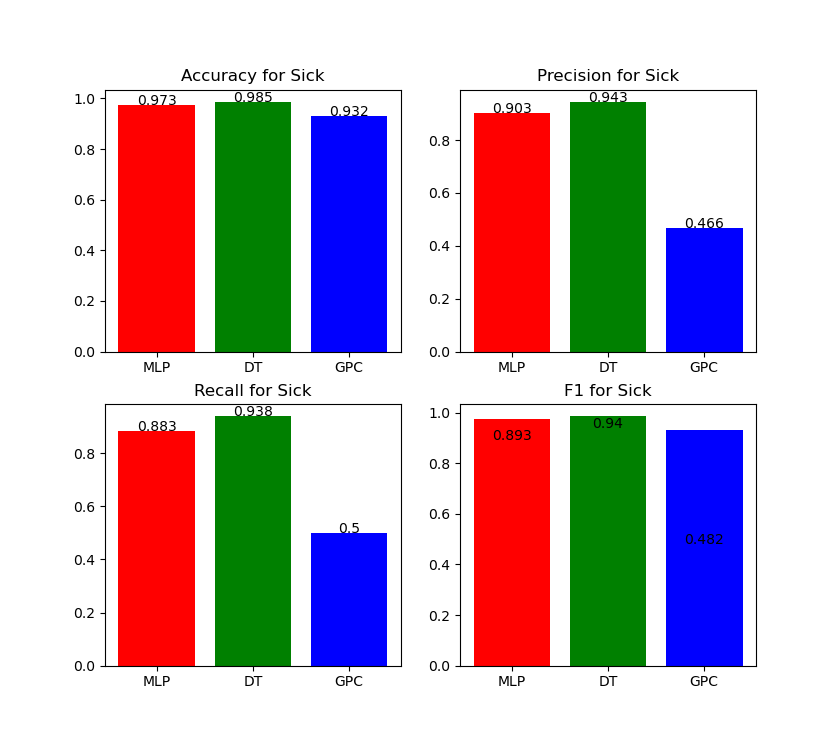 Accuracy for Sick
1.0
0.8
0.6
0.4
0.2
0.0
0.973
0.985
0.932
MLP
DT
GPC
Precision for Sick
0.8
0.6
0.4
0.2
0.0
0.903
0.943
0.466
MLP
DT
GPC
Recall for Sick
0.8
0.6
0.4
0.2
0.0
0.883
0.938
0.5
MLP
DT
GPC
F1 for Sick
1.0
0.8
0.6
0.4
0.2
0.0
0.893
0.94
0.482
MLP
DT
GPC